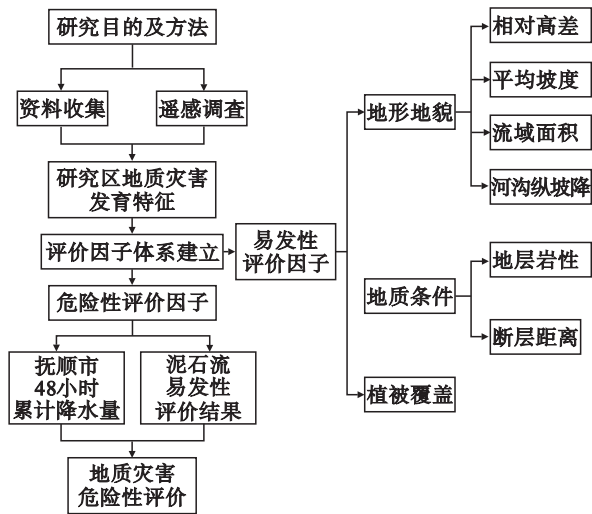 研究目的及方法
资料收集
遥感调查
研究区地质灾害
发育特征
评价因子体系建立
危险性评价因子
抚顺市
48小时
累计降水量
泥石流
易发性
评价结果
地质灾害
危险性评价
易发性
评价因子
地形地貌
相对高差
平均坡度
流域面积
河沟纵坡降
地质条件
地层岩性
断层距离
植被覆盖